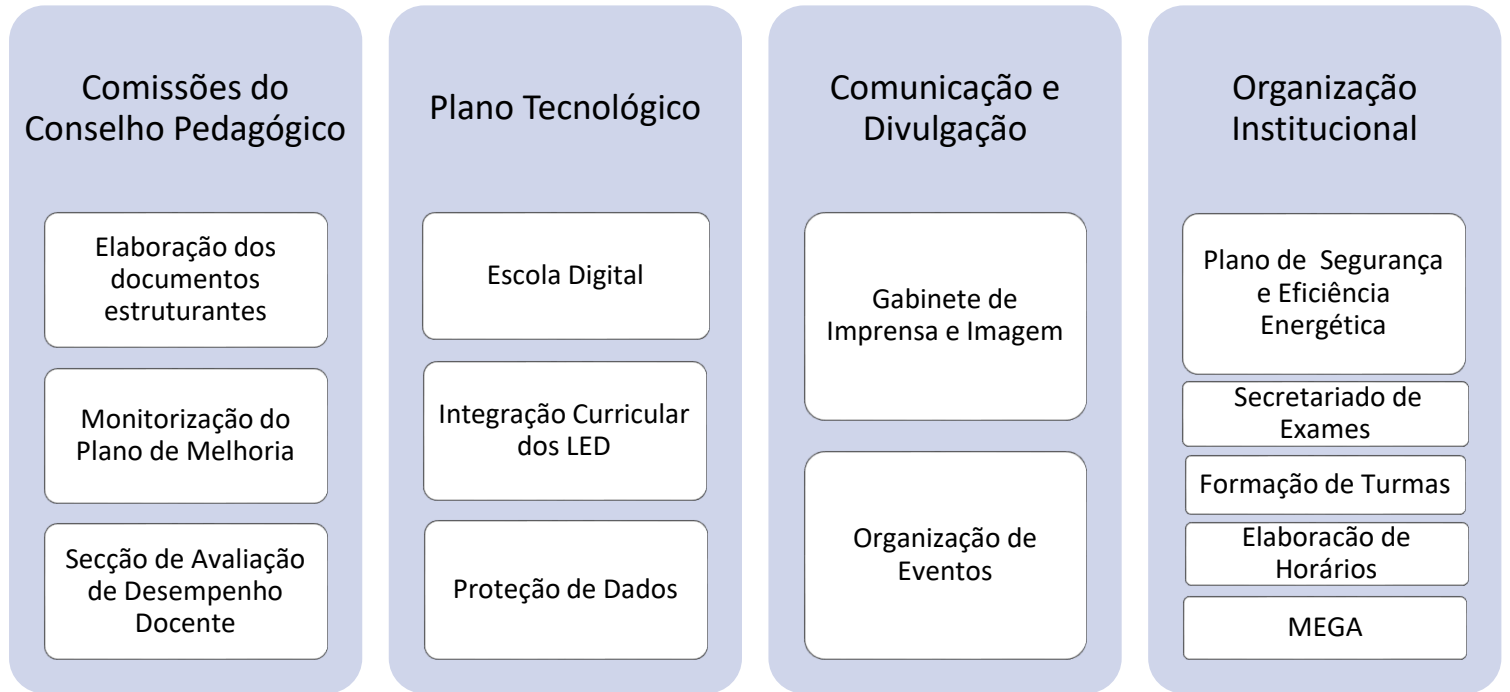 Comissões do
Conselho Pedagógico
Elaboração dos
documentos
estruturantes
Monitorização do
Plano de Melhoria
Secção de Avaliação
de Desempenho
Docente
Plano Tecnológico
Escola Digital
Integração Curricular
dos LED
Proteção de Dados
Comunicação e
Divulgação
Gabinete de
Imprensa e Imagem
Organização de
Eventos
Organização
Institucional
Plano de Segurança
e Eficiência
Energética
Secretariado de
Exames
Formação de Turmas
Elaboração de
Horários
MEGA